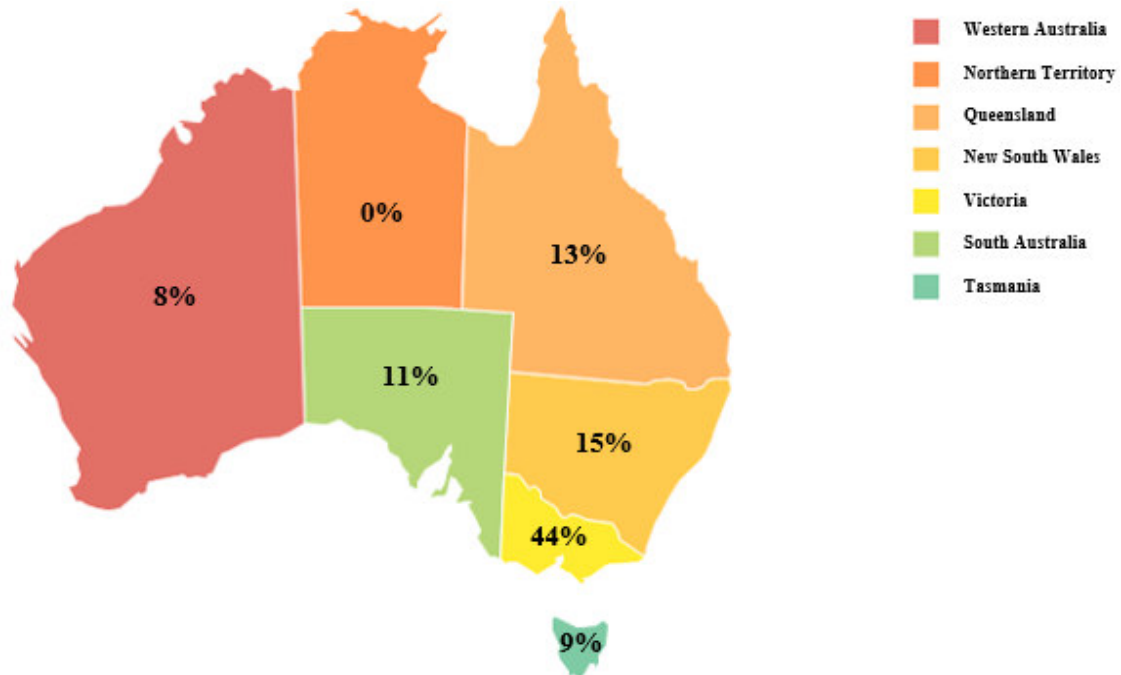 Western Australia
Northern Territory
Queensland
New South Wales
Victoria
South Australia
Tasmania
0%
13%
8%
11%
15%
44%
9%